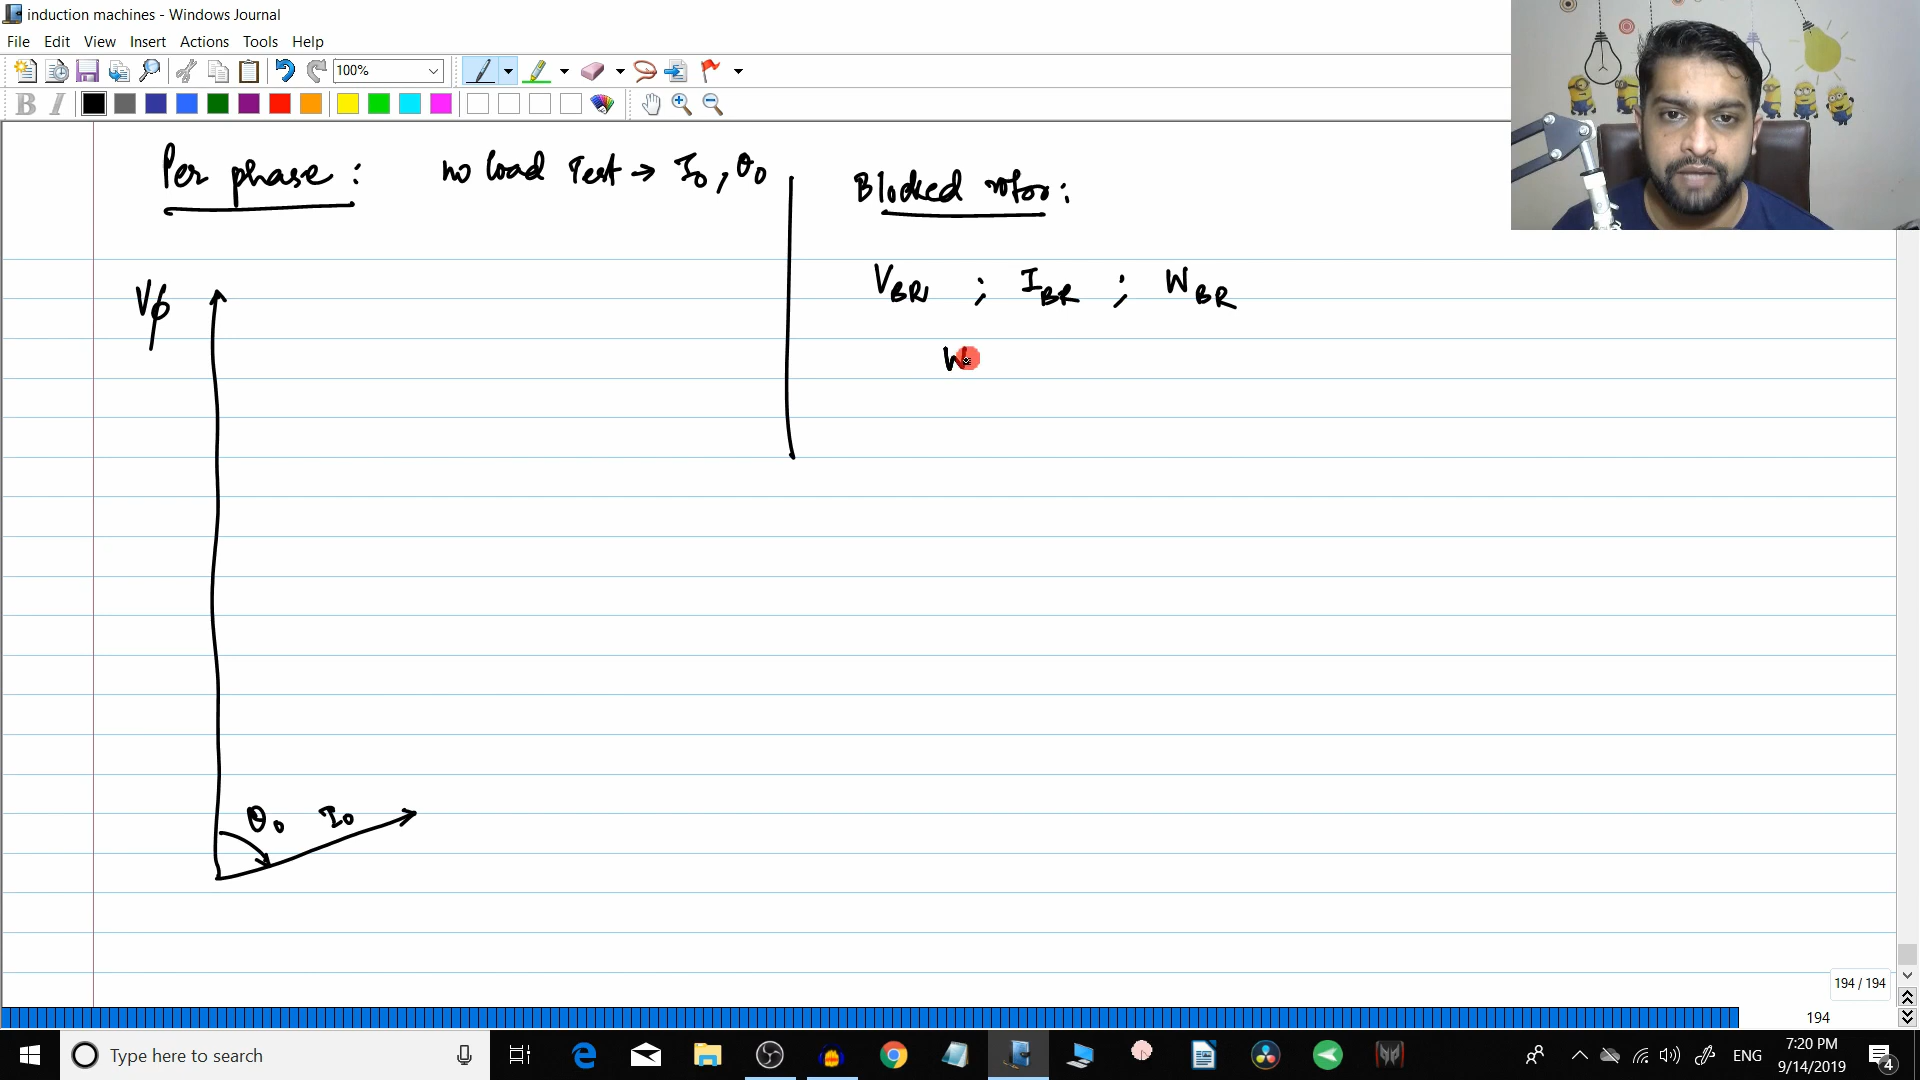 induction machines - Windows Journal
File Edit View Insert Actions Tools Help
100%
B I
Per phase : no load Test → I₀, θ₀
Blocked rotor :
V_BR ; I_BR ; W_BR
W
Vϕ
θ₀ I₀
194 / 194
194
Type here to search
ENG
7:20 PM
9/14/2019
4